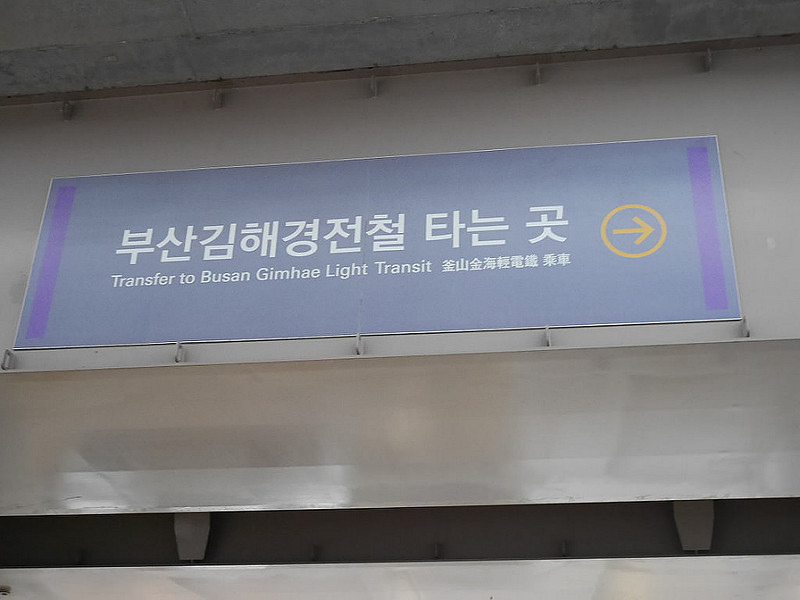 부산김해경전철 타는 곳
Transfer to Busan Gimhae Light Transit 釜山金海輕電鐵 乘車